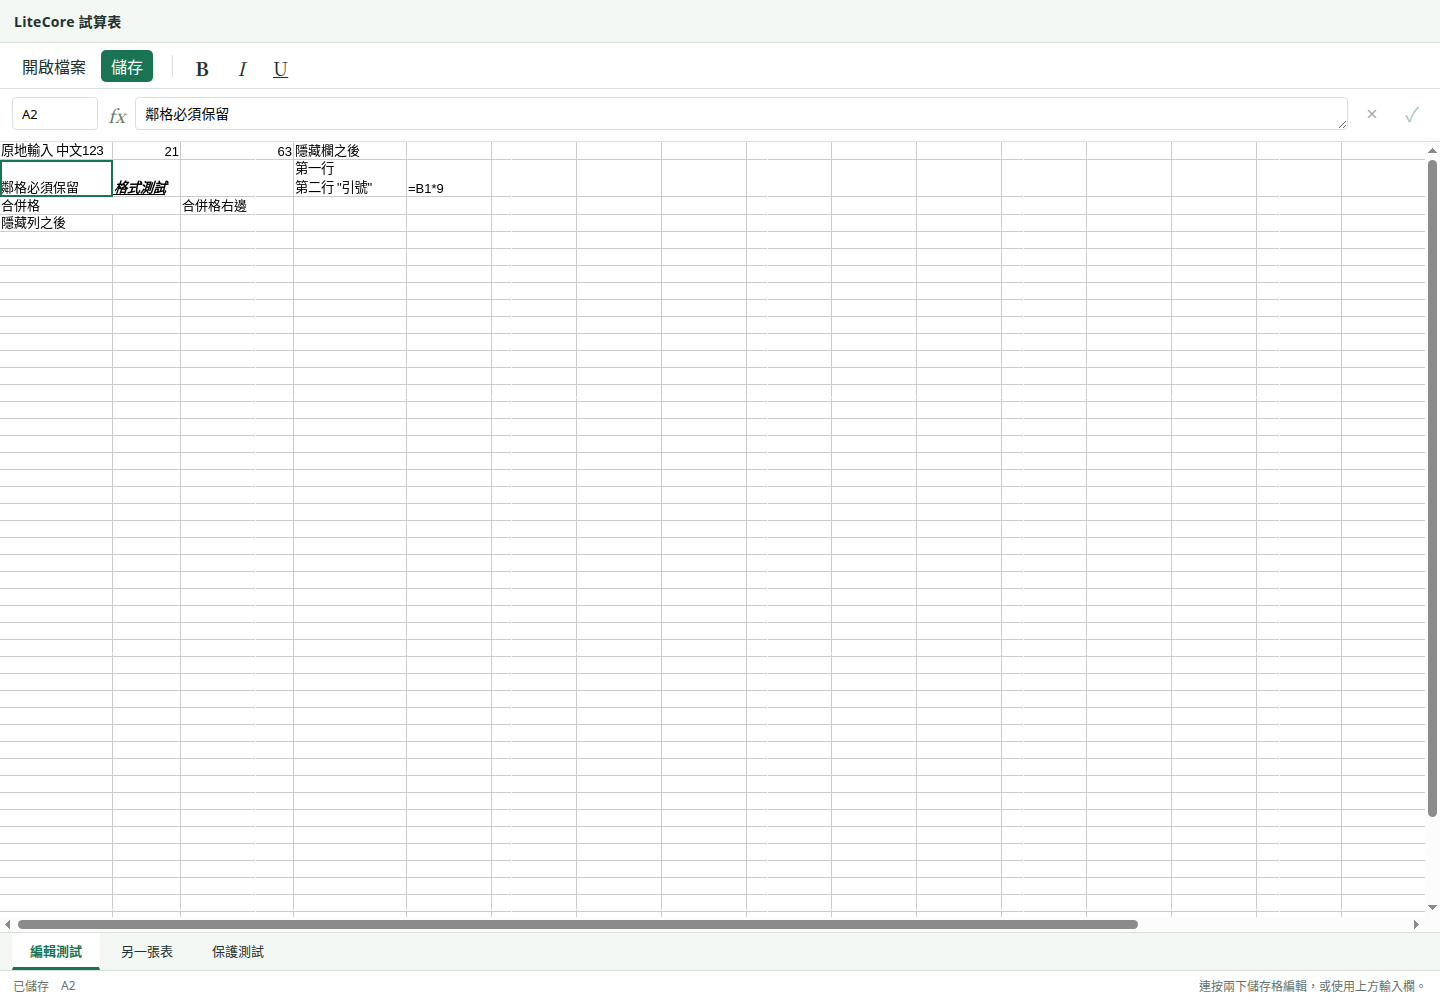 LiteCore 試算表
開啟檔案 儲存 B I U
A2 fx 鄰格必須保留 × ✓
原地輸入 中文123 21 63 隱藏欄之後
第一行
鄰格必須保留 格式測試 第二行 "引號" =B1*9
合併格 合併格右邊
隱藏列之後
編輯測試 另一張表 保護測試
已儲存 A2 連按兩下儲存格編輯，或使用上方輸入欄。